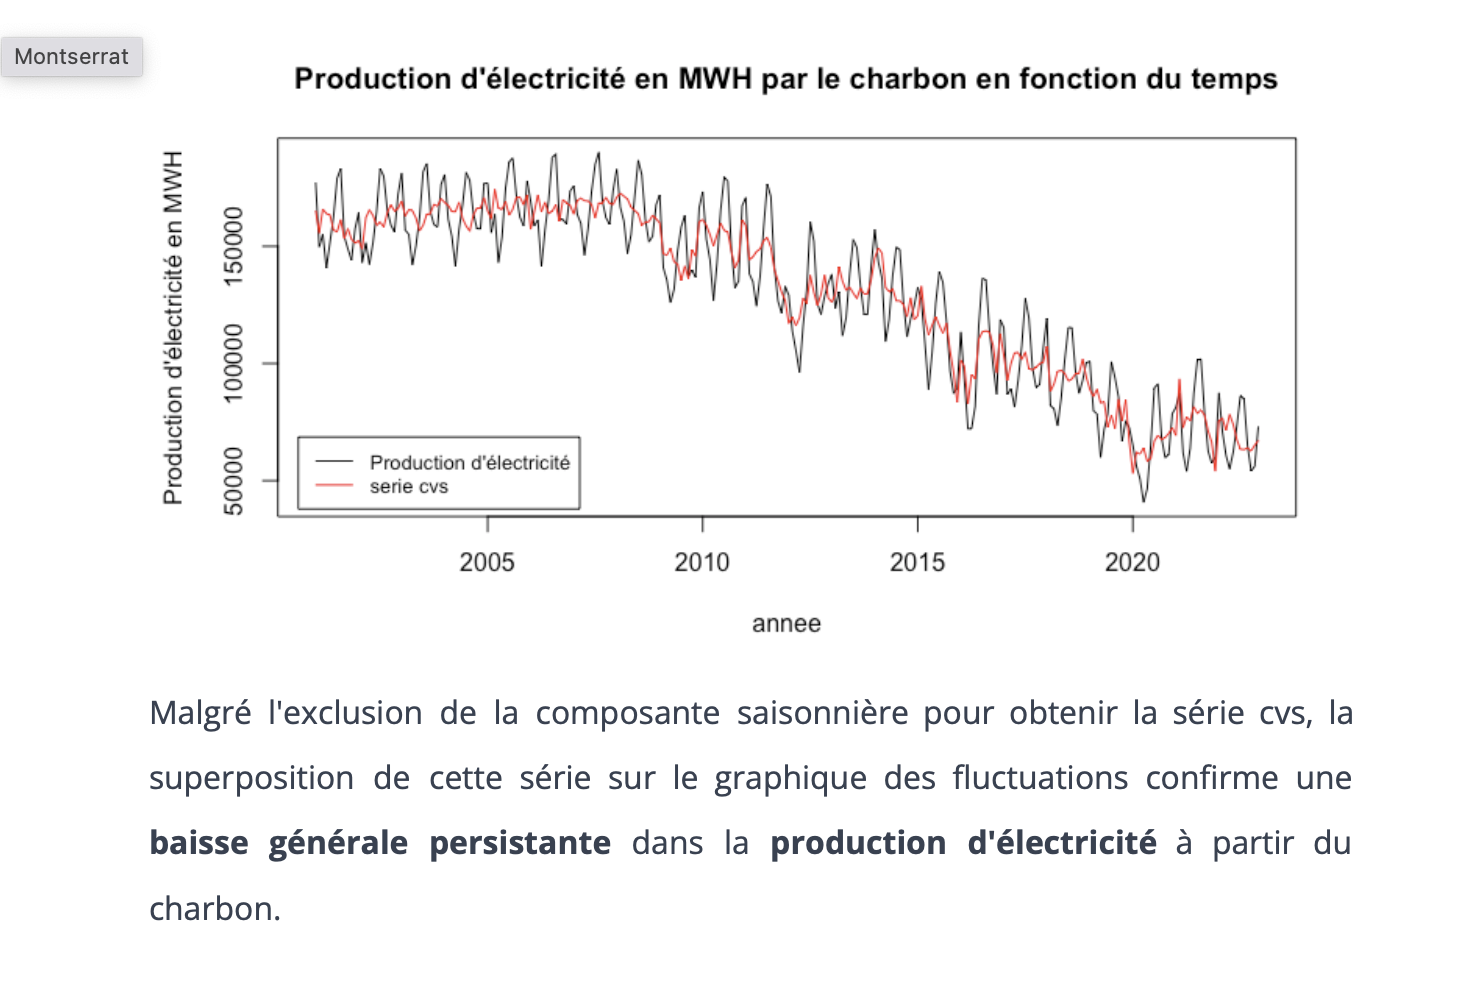 Montserrat
Production d'électricité en MWH par le charbon en fonction du temps
Production d'électricité en MWH
150000
100000
50000
Production d'électricité
serie cvs
2005 2010 2015 2020
annee
Malgré l'exclusion de la composante saisonnière pour obtenir la série cvs, la
superposition de cette série sur le graphique des fluctuations confirme une
baisse générale persistante dans la production d'électricité à partir du
charbon.